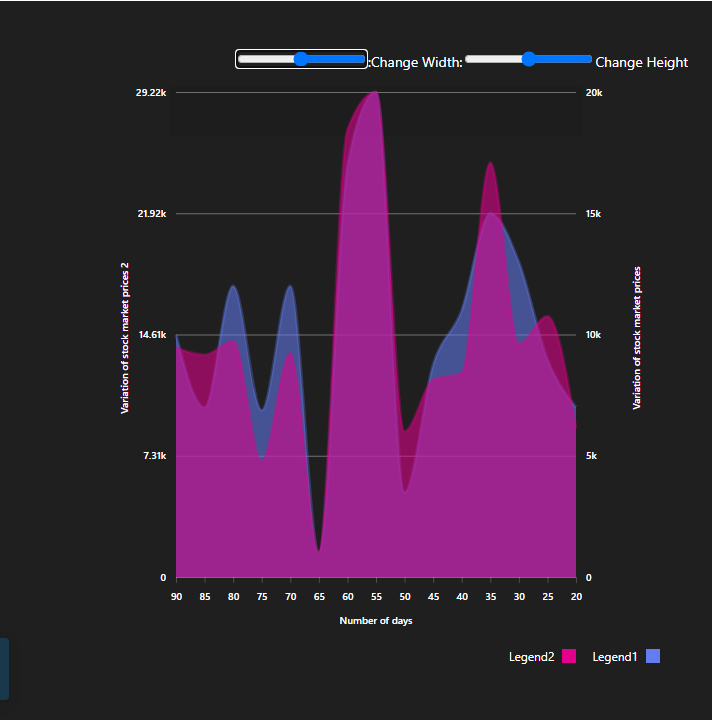 :Change Width: Change Height
29.22k 20k
21.92k 15k
14.61k 10k
7.31k 5k
0 0
Variation of stock market prices 2
Variation of stock market prices
90 85 80 75 70 65 60 55 50 45 40 35 30 25 20
Number of days
Legend2 Legend1